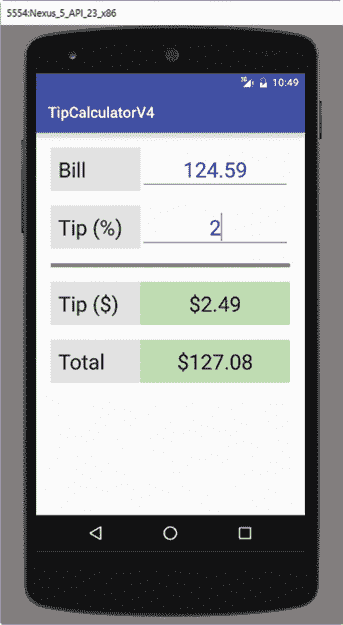 5554:Nexus_5_API_23_x86
10:49
TipCalculatorV4
Bill 124.59
Tip (%) 2
Tip ($) $2.49
Total $127.08